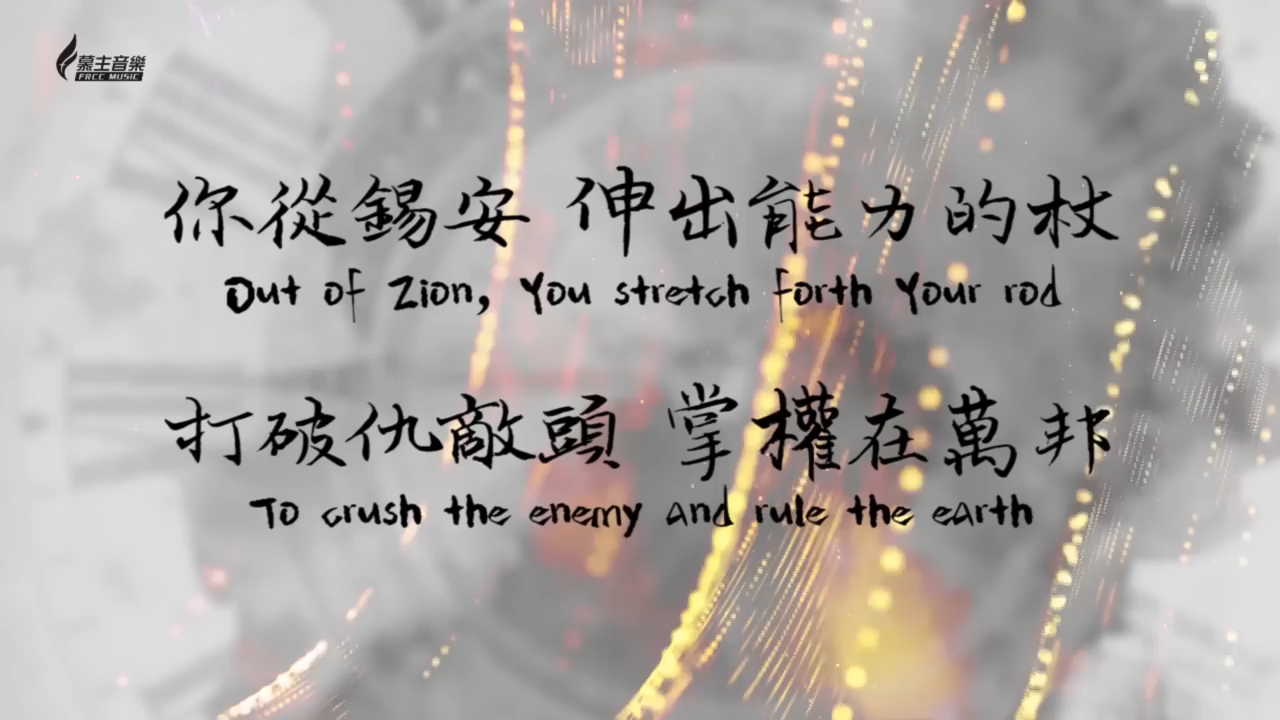 慕主音樂
FRCC MUSIC
你從錫安 伸出能力的杖
Out of Zion, You stretch forth Your rod
打破仇敵頭 掌權在萬邦
To crush the enemy and rule the earth